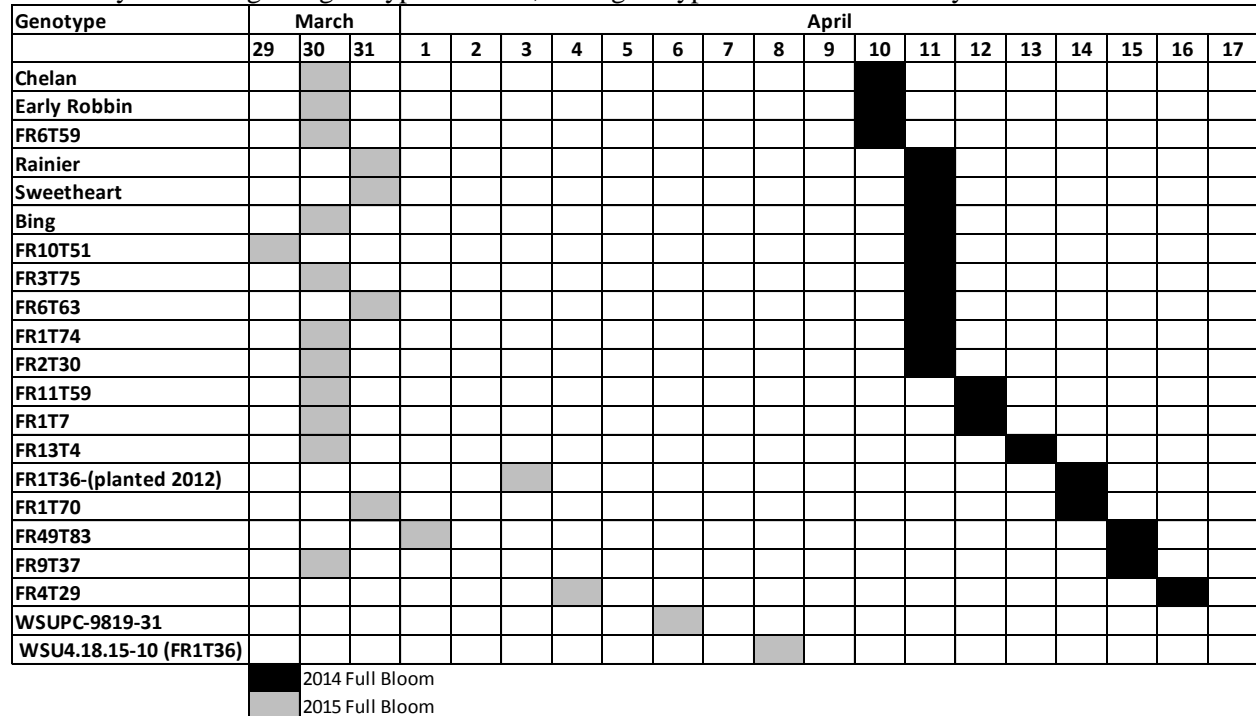 Genotype March April
29 30 31 1 2 3 4 5 6 7 8 9 10 11 12 13 14 15 16 17
Chelan
Early Robbin
FR6T59
Rainier
Sweetheart
Bing
FR10T51
FR3T75
FR6T63
FR1T74
FR2T30
FR11T59
FR1T7
FR13T4
FR1T36-(planted 2012)
FR1T70
FR49T83
FR9T37
FR4T29
WSUPC-9819-31
WSU4.18.15-10 (FR1T36)
2014 Full Bloom
2015 Full Bloom